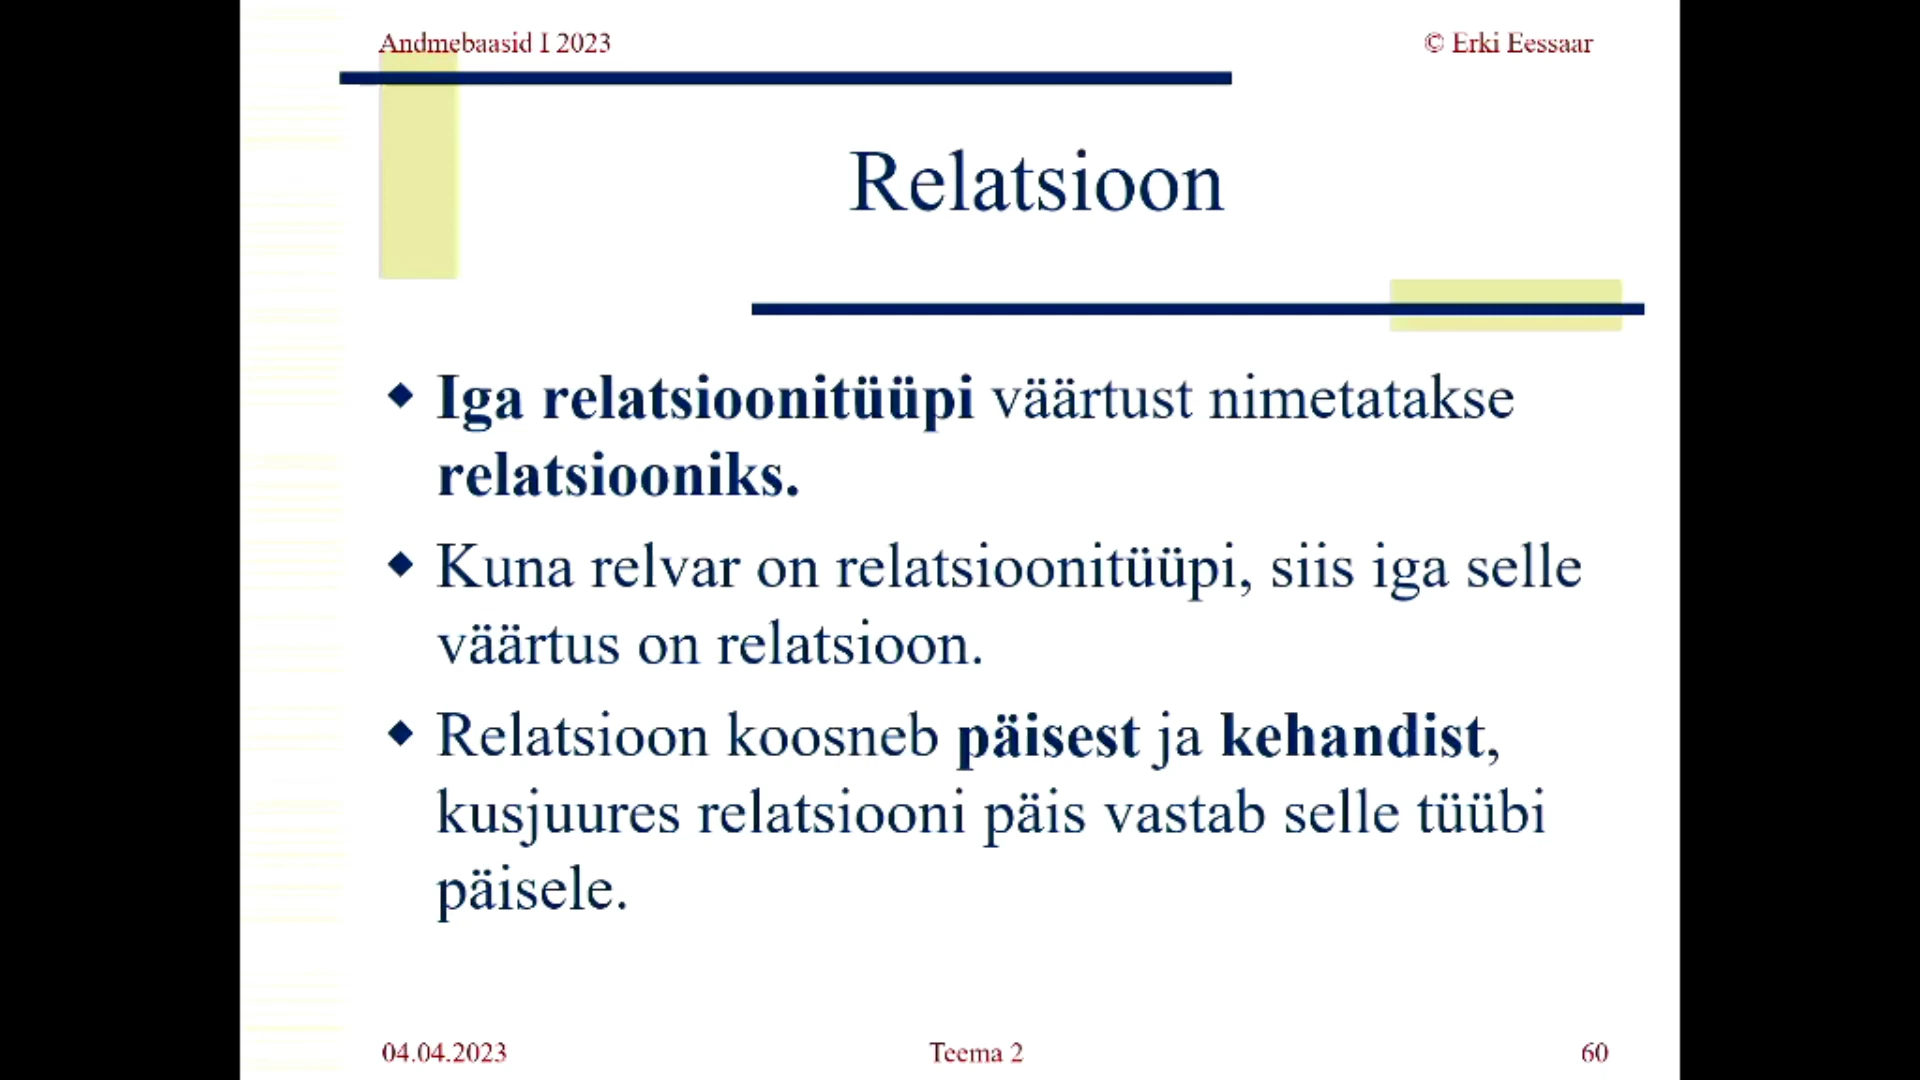 Andmebaasid I 2023
© Erki Eessaar
Relatsioon
Iga relatsioonitüüpi väärtust nimetatakse
relatsiooniks.
Kuna relvar on relatsioonitüüpi, siis iga selle
väärtus on relatsioon.
Relatsioon koosneb päisest ja kehandist,
kusjuures relatsiooni päis vastab selle tüübi
päisele.
04.04.2023
Teema 2
60